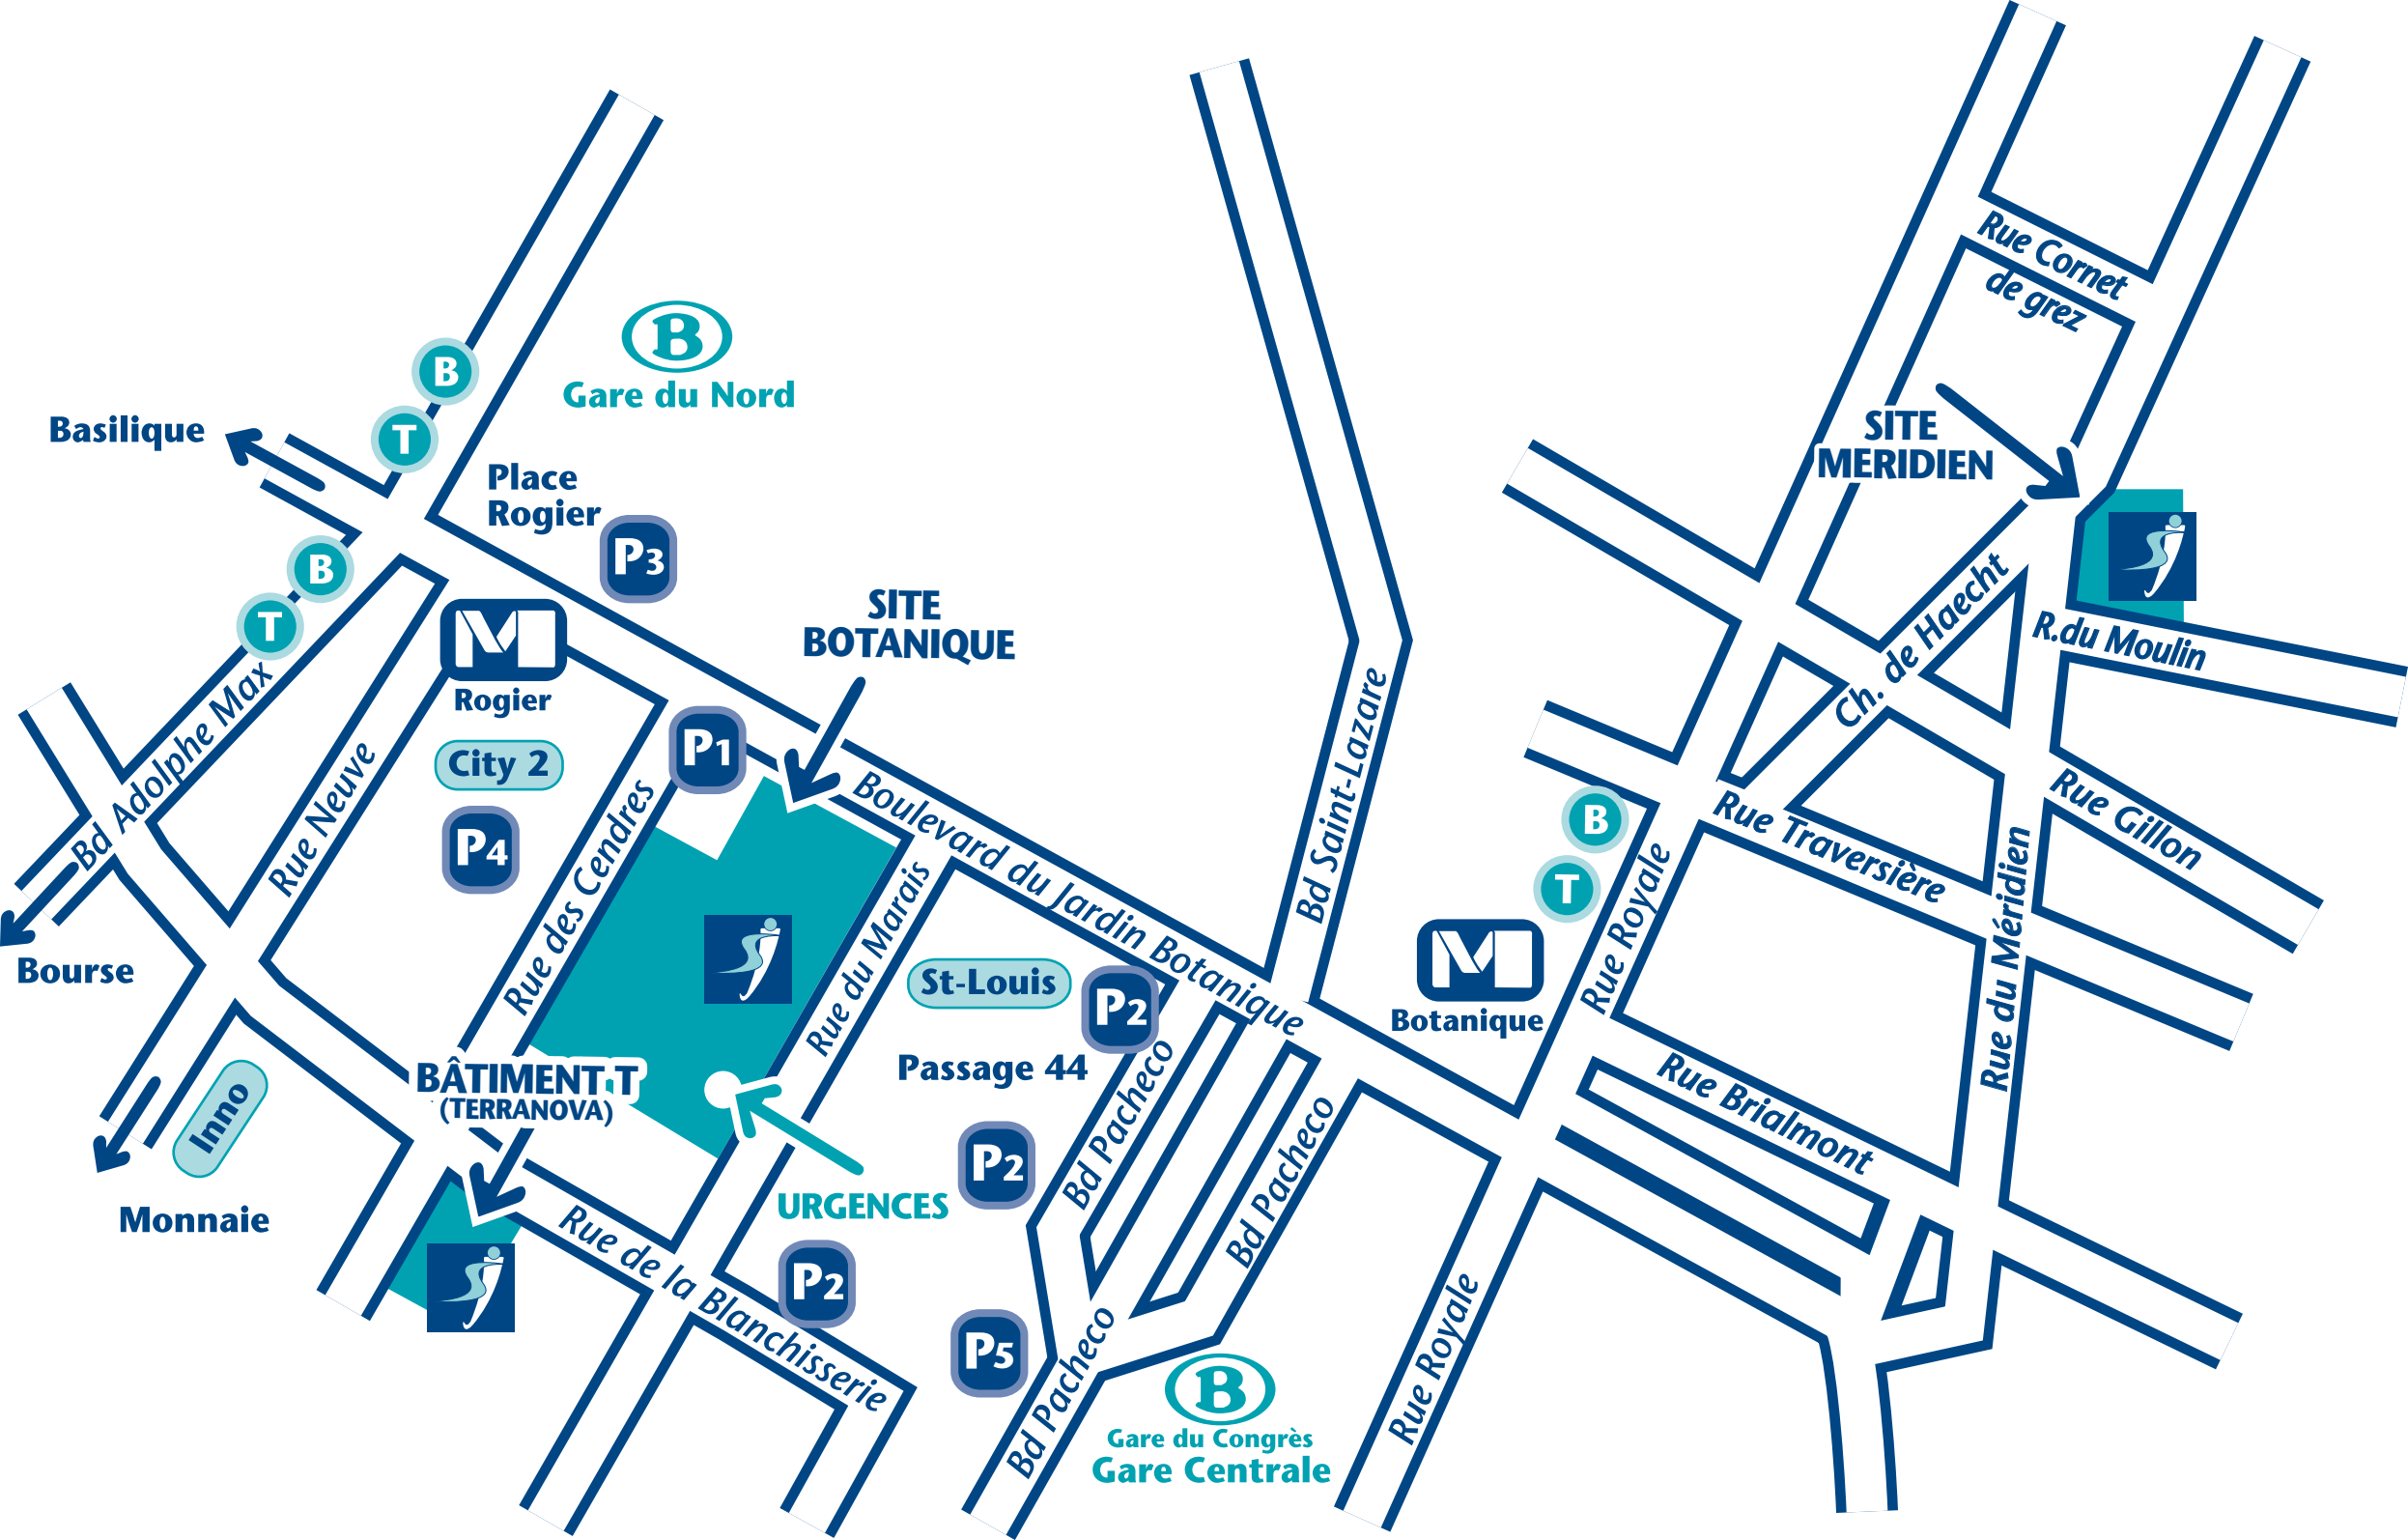 Rue Cornet
de grez
B
Gare du Nord
B
T
Basilique
SITE
MERIDIEN
Place
Rogier
P3
B
T
SITE
BOTANIQUE
Ch. de Haecht
R.du Moulin
M
Rogier
City 2
P1
P4
Bd Adolphe Max
Rue Neuve
Rue des Cendres
Boulevard du Jardin Botanique
Bd Saint-Lazare
B
T
Rue Traversière
Rue Gillon
Rue du Méridien
Rue Royale
Bourse
Rue du Marais
St-Louis
P2
M
Botanique
Passage 44
BÂTIMENT T
(TERRANOVA)
Inno
Bd Pacheco
Rue Brialmont
P2
Bd Pacheco
Monnaie
URGENCES
Rue de la Blanchisserie
P2
P5
Bd Pacheco
B
Gare du Congrès
Gare Centrale
Rue Royale